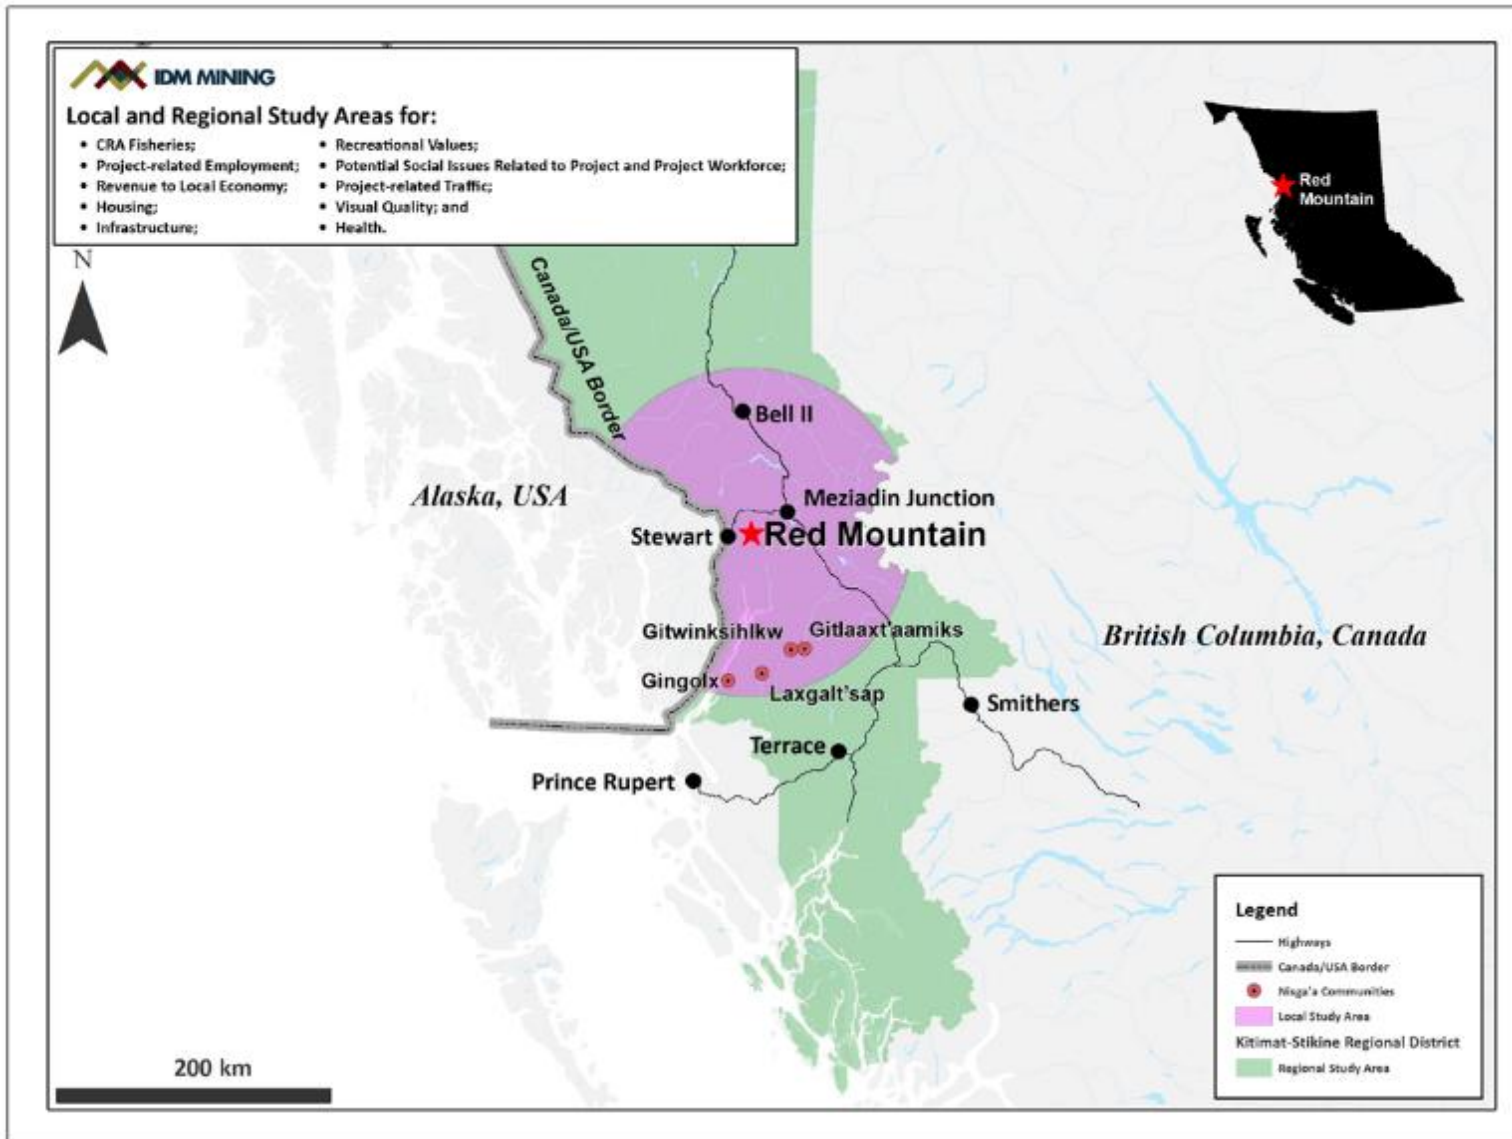 IDM MINING
Local and Regional Study Areas for:
• CRA Fisheries;
• Project-related Employment;
• Revenue to Local Economy;
• Housing;
• Infrastructure;
• Recreational Values;
• Potential Social Issues Related to Project and Project Workforce;
• Project-related Traffic;
• Visual Quality; and
• Health.
N
Red
Mountain
Canada/USA Border
Bell II
Alaska, USA
Meziadin Junction
Stewart
Red Mountain
Gitwinksihlkw
Gitlaaxt'aamiks
British Columbia, Canada
Gingolx
Laxgalt'sap
Smithers
Terrace
Prince Rupert
200 km
Legend
Highways
Canada/USA Border
Nisga'a Communities
Local Study Area
Kitimat-Stikine Regional District
Regional Study Area